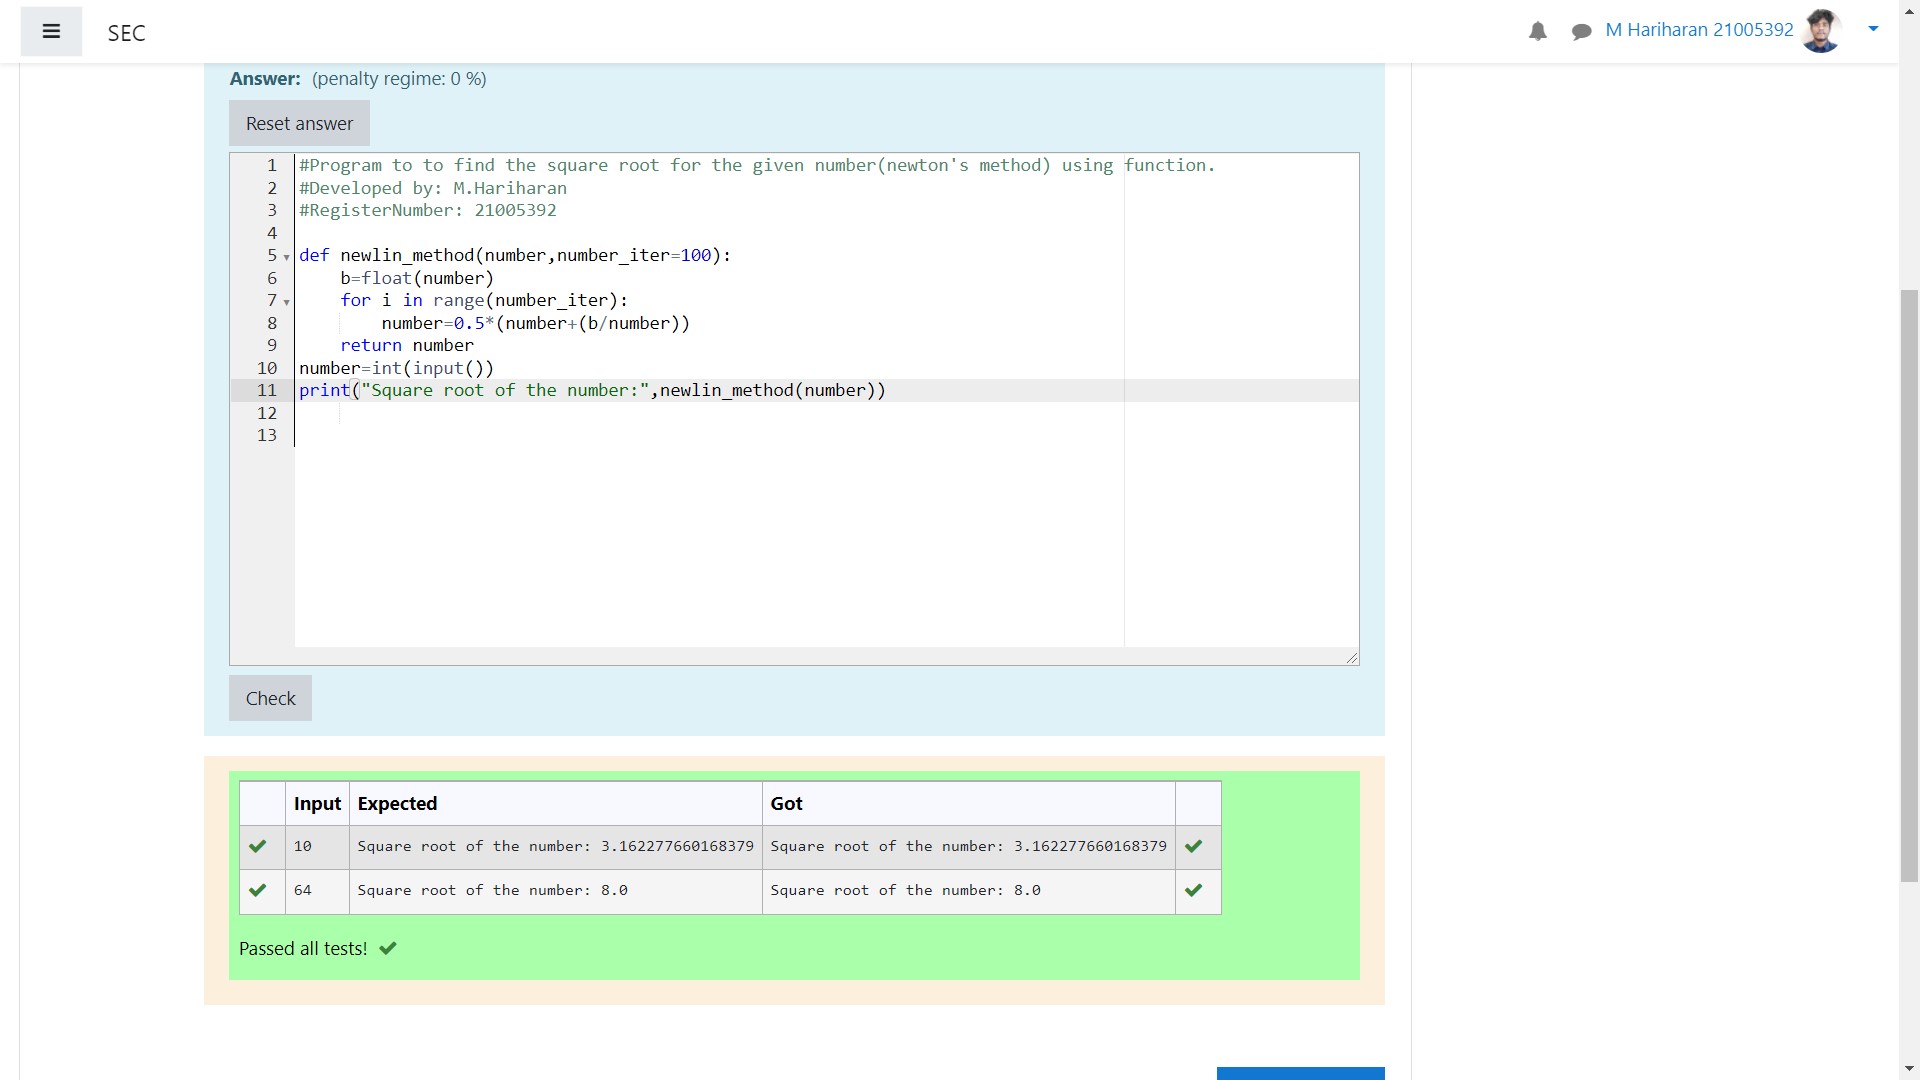 SEC
M Hariharan 21005392
Answer: (penalty regime: 0 %)
Reset answer
1 #Program to to find the square root for the given number(newton's method) using function.
2 #Developed by: M.Hariharan
3 #RegisterNumber: 21005392
4
5 def newlin_method(number,number_iter=100):
6     b=float(number)
7     for i in range(number_iter):
8         number=0.5*(number+(b/number))
9     return number
10 number=int(input())
11 print("Square root of the number:",newlin_method(number))
12
13
Check
Input Expected Got
10 Square root of the number: 3.162277660168379 Square root of the number: 3.162277660168379
64 Square root of the number: 8.0 Square root of the number: 8.0
Passed all tests!